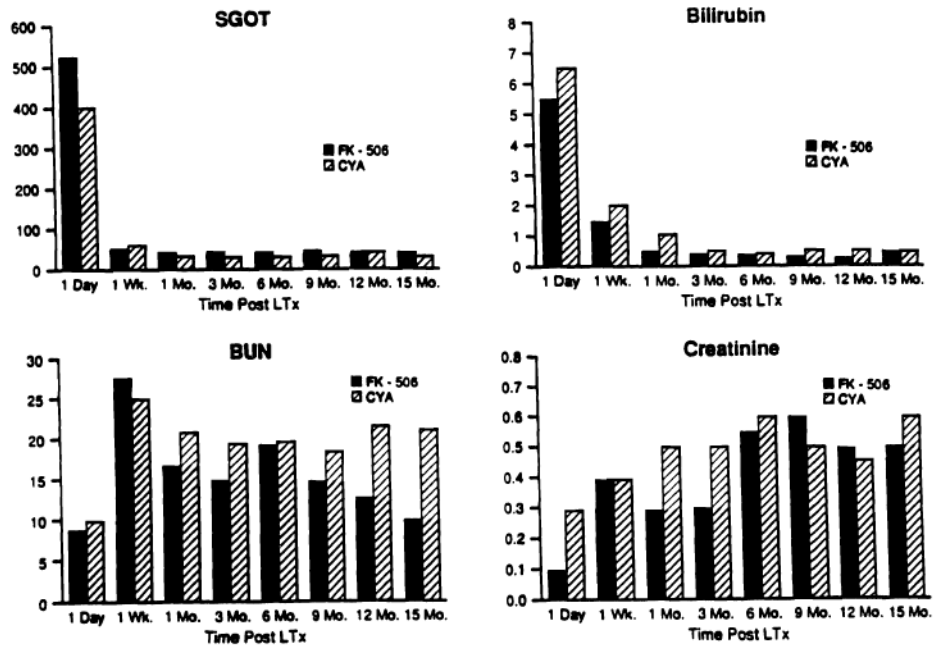 SGOT
600
500
400
300
200
100
0
FK - 506
CYA
1 Day 1 Wk. 1 Mo. 3 Mo. 6 Mo. 9 Mo. 12 Mo. 15 Mo.
Time Post LTx
Bilirubin
8
7
6
5
4
3
2
1
0
FK - 506
CYA
1 Day 1 Wk. 1 Mo. 3 Mo. 6 Mo. 9 Mo. 12 Mo. 15 Mo.
Time Post LTx
BUN
30
25
20
15
10
5
0
FK - 506
CYA
1 Day 1 Wk. 1 Mo. 3 Mo. 6 Mo. 9 Mo. 12 Mo. 15 Mo.
Time Post LTx
Creatinine
0.8
0.7
0.6
0.5
0.4
0.3
0.2
0.1
0.0
FK - 506
CYA
1 Day 1 Wk. 1 Mo. 3 Mo. 6 Mo. 9 Mo. 12 Mo. 15 Mo.
Time Post LTx